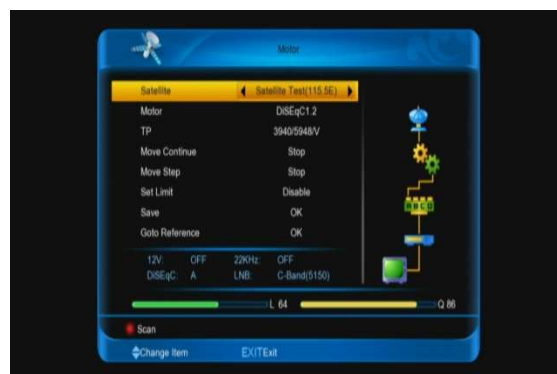 Motor
Satellite Satellite Test(115.5E)
Motor DiSEqC1.2
TP 3940/5948/V
Move Continue Stop
Move Step Stop
Set Limit Disable
Save OK
Goto Reference OK
12V: OFF 22KHz: OFF
DiSEqC: A LNB: C-Band(5150)
L 64 Q 86
Scan
Change Item EXITExit
ABCD